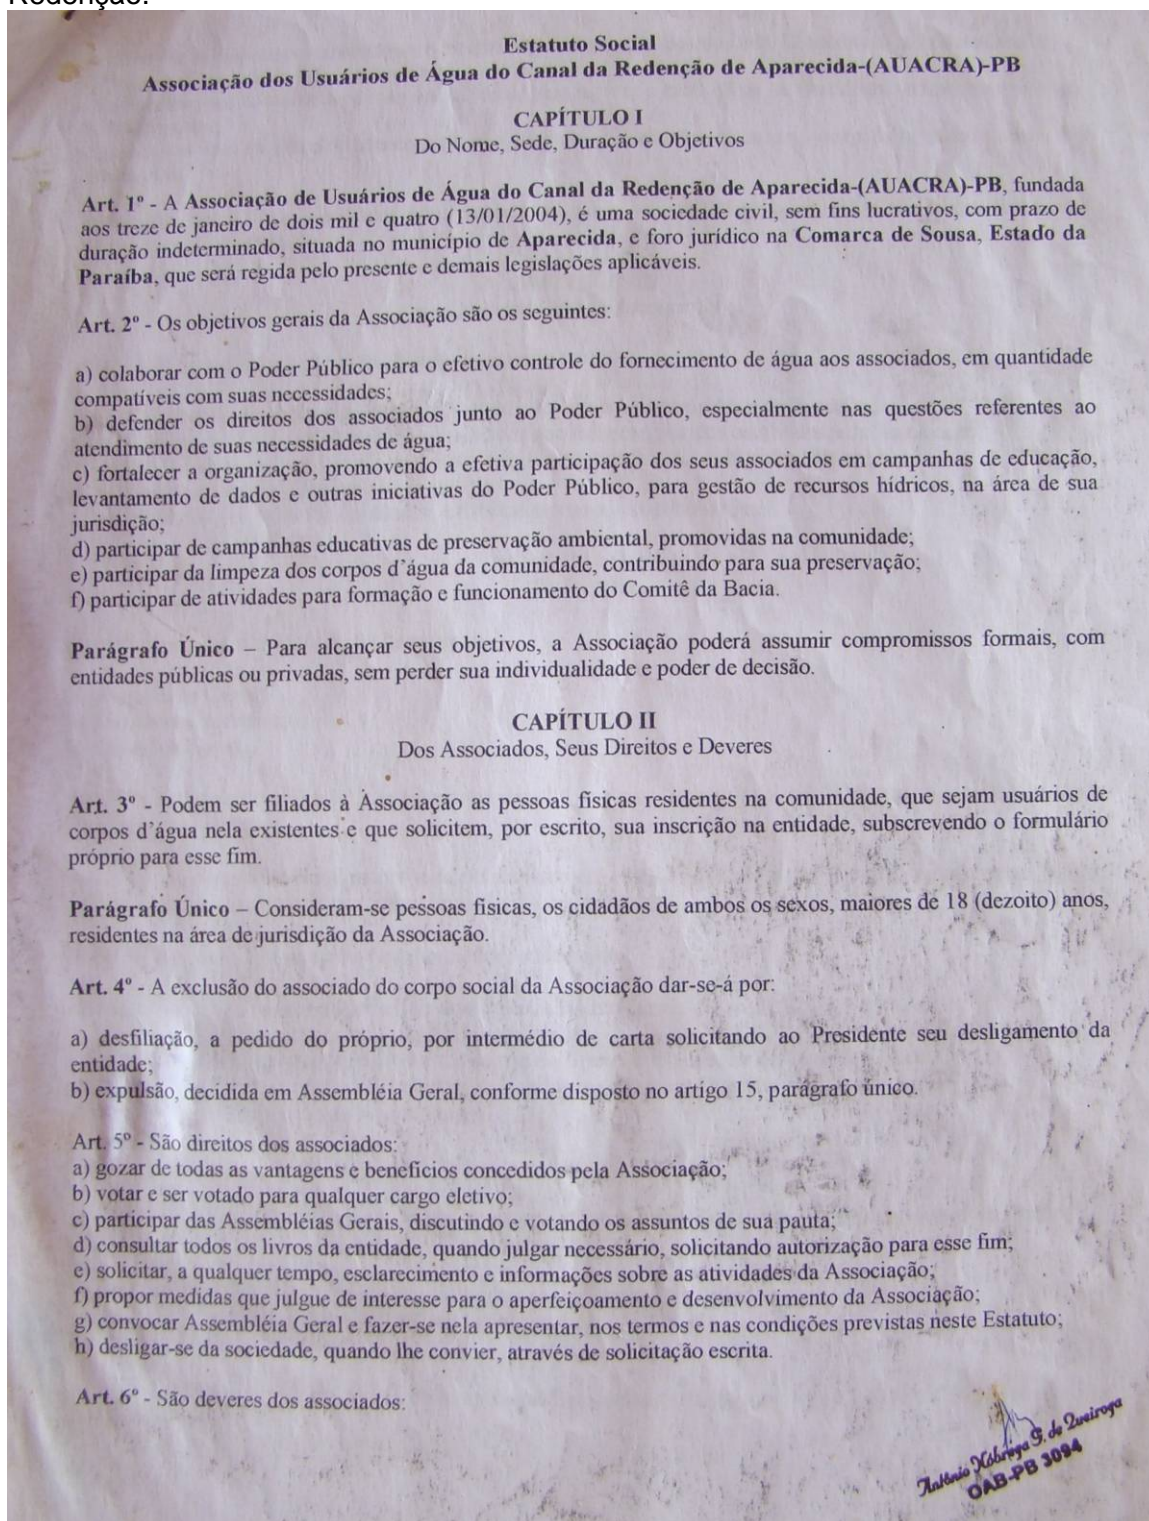 Redenção.
Estatuto Social
Associação dos Usuários de Água do Canal da Redenção de Aparecida-(AUACRA)-PB
CAPÍTULO I
Do Nome, Sede, Duração e Objetivos
Art. 1º - A Associação de Usuários de Água do Canal da Redenção de Aparecida-(AUACRA)-PB, fundada
aos treze de janeiro de dois mil e quatro (13/01/2004), é uma sociedade civil, sem fins lucrativos, com prazo de
duração indeterminado, situada no município de Aparecida, e foro jurídico na Comarca de Sousa, Estado da
Paraíba, que será regida pelo presente e demais legislações aplicáveis.
Art. 2º - Os objetivos gerais da Associação são os seguintes:
a) colaborar com o Poder Público para o efetivo controle do fornecimento de água aos associados, em quantidade
compatíveis com suas necessidades;
b) defender os direitos dos associados junto ao Poder Público, especialmente nas questões referentes ao
atendimento de suas necessidades de água;
c) fortalecer a organização, promovendo a efetiva participação dos seus associados em campanhas de educação,
levantamento de dados e outras iniciativas do Poder Público, para gestão de recursos hídricos, na área de sua
jurisdição;
d) participar de campanhas educativas de preservação ambiental, promovidas na comunidade;
e) participar da limpeza dos corpos d'água da comunidade, contribuindo para sua preservação;
f) participar de atividades para formação e funcionamento do Comitê da Bacia.
Parágrafo Único – Para alcançar seus objetivos, a Associação poderá assumir compromissos formais, com
entidades públicas ou privadas, sem perder sua individualidade e poder de decisão.
CAPÍTULO II
Dos Associados, Seus Direitos e Deveres
Art. 3º - Podem ser filiados à Associação as pessoas físicas residentes na comunidade, que sejam usuários de
corpos d'água nela existentes e que solicitem, por escrito, sua inscrição na entidade, subscrevendo o formulário
próprio para esse fim.
Parágrafo Único – Consideram-se pessoas físicas, os cidadãos de ambos os sexos, maiores de 18 (dezoito) anos,
residentes na área de jurisdição da Associação.
Art. 4º - A exclusão do associado do corpo social da Associação dar-se-á por:
a) desfiliação, a pedido do próprio, por intermédio de carta solicitando ao Presidente seu desligamento da
entidade;
b) expulsão, decidida em Assembléia Geral, conforme disposto no artigo 15, parágrafo único.
Art. 5º - São direitos dos associados:
a) gozar de todas as vantagens e benefícios concedidos pela Associação;
b) votar e ser votado para qualquer cargo eletivo;
c) participar das Assembléias Gerais, discutindo e votando os assuntos de sua pauta;
d) consultar todos os livros da entidade, quando julgar necessário, solicitando autorização para esse fim;
e) solicitar, a qualquer tempo, esclarecimento e informações sobre as atividades da Associação;
f) propor medidas que julgue de interesse para o aperfeiçoamento e desenvolvimento da Associação;
g) convocar Assembléia Geral e fazer-se nela apresentar, nos termos e nas condições previstas neste Estatuto;
h) desligar-se da sociedade, quando lhe convier, através de solicitação escrita.
Art. 6º - São deveres dos associados:
Antônio Nóbrega G. de Queiroga
OAB-PB 3094